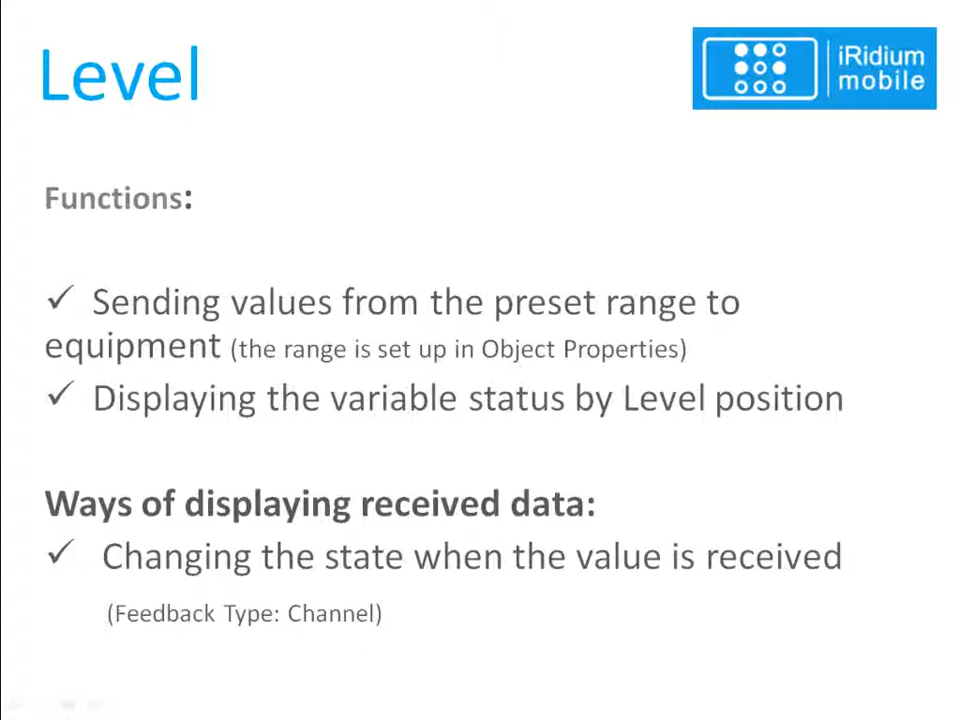 Level
iRidium
mobile
Functions:
✓ Sending values from the preset range to
equipment (the range is set up in Object Properties)
✓ Displaying the variable status by Level position
Ways of displaying received data:
✓ Changing the state when the value is received
(Feedback Type: Channel)